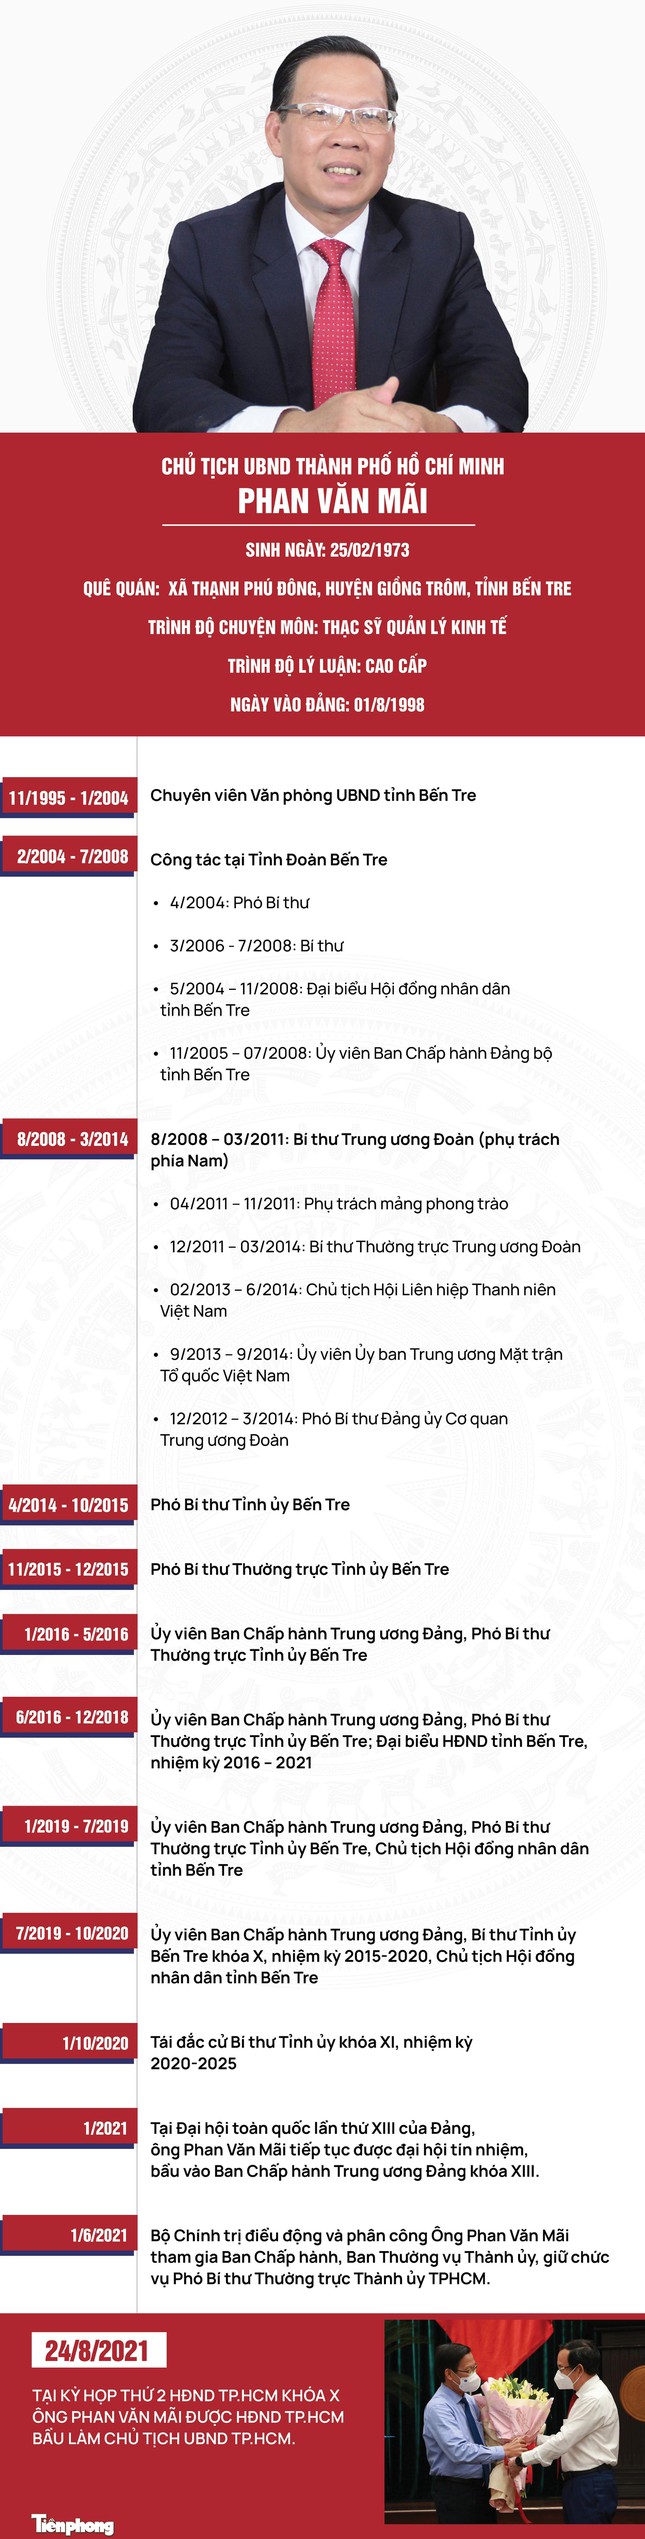 CHỦ TỊCH UBND THÀNH PHỐ HỒ CHÍ MINH
PHAN VĂN MÃI
SINH NGÀY: 25/02/1973
QUÊ QUÁN: XÃ THẠNH PHÚ ĐÔNG, HUYỆN GIỒNG TRÔM, TỈNH BẾN TRE
TRÌNH ĐỘ CHUYÊN MÔN: THẠC SỸ QUẢN LÝ KINH TẾ
TRÌNH ĐỘ LÝ LUẬN: CAO CẤP
NGÀY VÀO ĐẢNG: 01/8/1998
11/1995 - 1/2004
Chuyên viên Văn phòng UBND tỉnh Bến Tre
2/2004 - 7/2008
Công tác tại Tỉnh Đoàn Bến Tre
• 4/2004: Phó Bí thư
• 3/2006 - 7/2008: Bí thư
• 5/2004 – 11/2008: Đại biểu Hội đồng nhân dân
tỉnh Bến Tre
• 11/2005 – 07/2008: Ủy viên Ban Chấp hành Đảng bộ
tỉnh Bến Tre
8/2008 - 3/2014
8/2008 – 03/2011: Bí thư Trung ương Đoàn (phụ trách
phía Nam)
• 04/2011 – 11/2011: Phụ trách mảng phong trào
• 12/2011 – 03/2014: Bí thư Thường trực Trung ương Đoàn
• 02/2013 – 6/2014: Chủ tịch Hội Liên hiệp Thanh niên
Việt Nam
• 9/2013 – 9/2014: Ủy viên Ủy ban Trung ương Mặt trận
Tổ quốc Việt Nam
• 12/2012 – 3/2014: Phó Bí thư Đảng ủy Cơ quan
Trung ương Đoàn
4/2014 - 10/2015
Phó Bí thư Tỉnh ủy Bến Tre
11/2015 - 12/2015
Phó Bí thư Thường trực Tỉnh ủy Bến Tre
1/2016 - 5/2016
Ủy viên Ban Chấp hành Trung ương Đảng, Phó Bí thư
Thường trực Tỉnh ủy Bến Tre
6/2016 - 12/2018
Ủy viên Ban Chấp hành Trung ương Đảng, Phó Bí thư
Thường trực Tỉnh ủy Bến Tre; Đại biểu HĐND tỉnh Bến Tre,
nhiệm kỳ 2016 – 2021
1/2019 - 7/2019
Ủy viên Ban Chấp hành Trung ương Đảng, Phó Bí thư
Thường trực Tỉnh ủy Bến Tre, Chủ tịch Hội đồng nhân dân
tỉnh Bến Tre
7/2019 - 10/2020
Ủy viên Ban Chấp hành Trung ương Đảng, Bí thư Tỉnh ủy
Bến Tre khóa X, nhiệm kỳ 2015-2020, Chủ tịch Hội đồng
nhân dân tỉnh Bến Tre
1/10/2020
Tái đắc cử Bí thư Tỉnh ủy khóa XI, nhiệm kỳ
2020-2025
1/2021
Tại Đại hội toàn quốc lần thứ XIII của Đảng,
ông Phan Văn Mãi tiếp tục được đại hội tín nhiệm,
bầu vào Ban Chấp hành Trung ương Đảng khóa XIII.
1/6/2021
Bộ Chính trị điều động và phân công Ông Phan Văn Mãi
tham gia Ban Chấp hành, Ban Thường vụ Thành ủy, giữ chức
vụ Phó Bí thư Thường trực Thành ủy TPHCM.
24/8/2021
TẠI KỲ HỌP THỨ 2 HĐND TP.HCM KHÓA X
ÔNG PHAN VĂN MÃI ĐƯỢC HĐND TP.HCM
BẦU LÀM CHỦ TỊCH UBND TP.HCM.
Tiềnphong